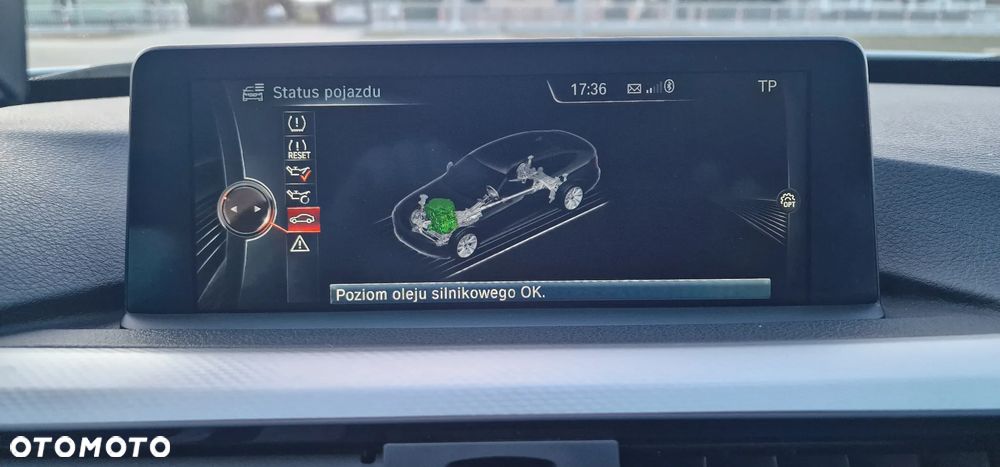 Status pojazdu
17:36
TP
RESET
OPT
Poziom oleju silnikowego OK.
OTOMOTO